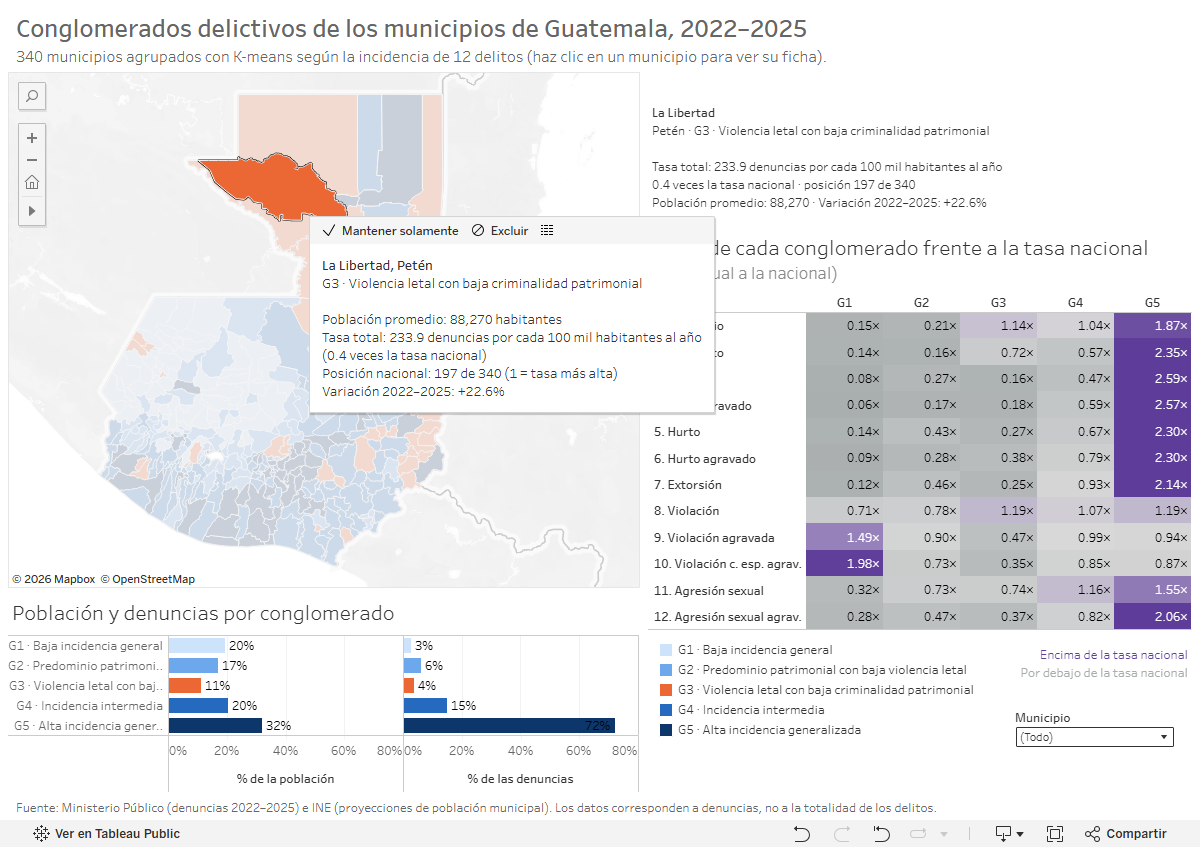 Conglomerados delictivos de los municipios de Guatemala, 2022–2025
340 municipios agrupados con K-means según la incidencia de 12 delitos (haz clic en un municipio para ver su ficha).
La Libertad
Petén · G3 · Violencia letal con baja criminalidad patrimonial
Tasa total: 233.9 denuncias por cada 100 mil habitantes al año
0.4 veces la tasa nacional · posición 197 de 340
Población promedio: 88,270 · Variación 2022–2025: +22.6%
Mantener solamente
Excluir
La Libertad, Petén
G3 · Violencia letal con baja criminalidad patrimonial
Población promedio: 88,270 habitantes
Tasa total: 233.9 denuncias por cada 100 mil habitantes al año
(0.4 veces la tasa nacional)
Posición nacional: 197 de 340 (1 = tasa más alta)
Variación 2022–2025: +22.6%
de cada conglomerado frente a la tasa nacional
a la nacional)
G1 G2 G3 G4 G5
0.15× 0.21× 1.14× 1.04× 1.87×
0.14× 0.16× 0.72× 0.57× 2.35×
0.08× 0.27× 0.16× 0.47× 2.59×
0.06× 0.17× 0.18× 0.59× 2.57×
5. Hurto 0.14× 0.43× 0.27× 0.67× 2.30×
6. Hurto agravado 0.09× 0.28× 0.38× 0.79× 2.30×
7. Extorsión 0.12× 0.46× 0.25× 0.93× 2.14×
8. Violación 0.71× 0.78× 1.19× 1.07× 1.19×
9. Violación agravada 1.49× 0.90× 0.47× 0.99× 0.94×
10. Violación c. esp. agrav. 1.98× 0.73× 0.35× 0.85× 0.87×
11. Agresión sexual 0.32× 0.73× 0.74× 1.16× 1.55×
12. Agresión sexual agrav. 0.28× 0.47× 0.37× 0.82× 2.06×
© 2026 Mapbox © OpenStreetMap
Población y denuncias por conglomerado
G1 · Baja incidencia general 20% 3%
G2 · Predominio patrimoni.. 17% 6%
G3 · Violencia letal con baj.. 11% 4%
G4 · Incidencia intermedia 20% 15%
G5 · Alta incidencia gener.. 32% 72%
0% 20% 40% 60% 80% 0% 20% 40% 60% 80%
% de la población
% de las denuncias
G1 · Baja incidencia general
G2 · Predominio patrimonial con baja violencia letal
G3 · Violencia letal con baja criminalidad patrimonial
G4 · Incidencia intermedia
G5 · Alta incidencia generalizada
Encima de la tasa nacional
Por debajo de la tasa nacional
Municipio
(Todo)
Fuente: Ministerio Público (denuncias 2022–2025) e INE (proyecciones de población municipal). Los datos corresponden a denuncias, no a la totalidad de los delitos.
Ver en Tableau Public
Compartir